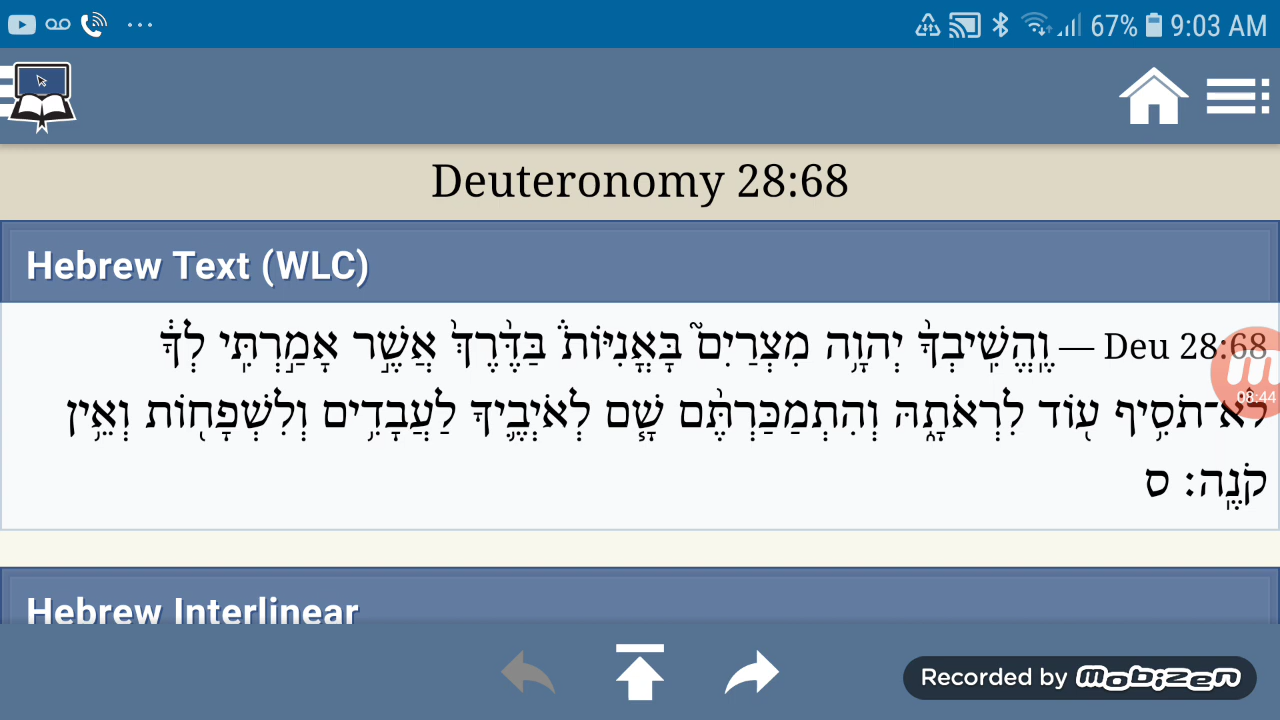 67% 9:03 AM
Deuteronomy 28:68
Hebrew Text (WLC)
Deu 28:68 — וֶֽהֱשִֽׁיבְךָ֨ יְהוָ֥ה מִצְרַיִם֮ בָּאֳנִיּוֹת֒ בַּדֶּ֙רֶךְ֙ אֲשֶׁ֣ר אָמַ֣רְתִּֽי לְךָ֔
לֹא־תֹסִ֥יף ע֖וֹד לִרְאֹתָ֑הּ וְהִתְמַכַּרְתֶּ֨ם שָׁ֧ם לְאֹיְבֶ֛יךָ לַעֲבָדִ֥ים וְלִשְׁפָח֖וֹת וְאֵ֥ין
קֹנֶֽה׃ ס
08:44
Hebrew Interlinear
Recorded by mobizen